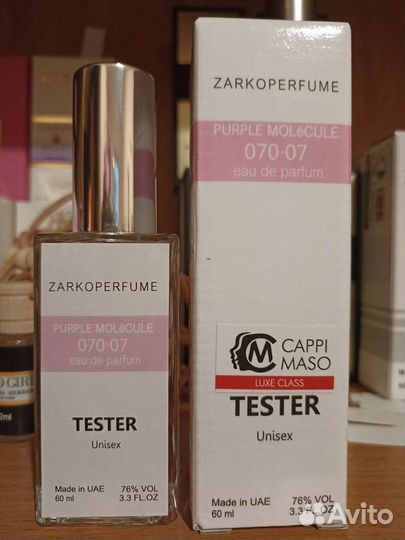 ZARKOPERFUME
PURPLE MOLéCULE
070·07
eau de parfum
TESTER
Unisex
Made in UAE 76% VOL
60 ml 3.3 FL.OZ
ZARKOPERFUME
PURPLE MOLéCULE
070·07
eau de parfum
CM CAPPI
MASO
LUXE CLASS
TESTER
Unisex
Made in UAE 76% VOL
60 ml 3.3 FL.OZ
Avito